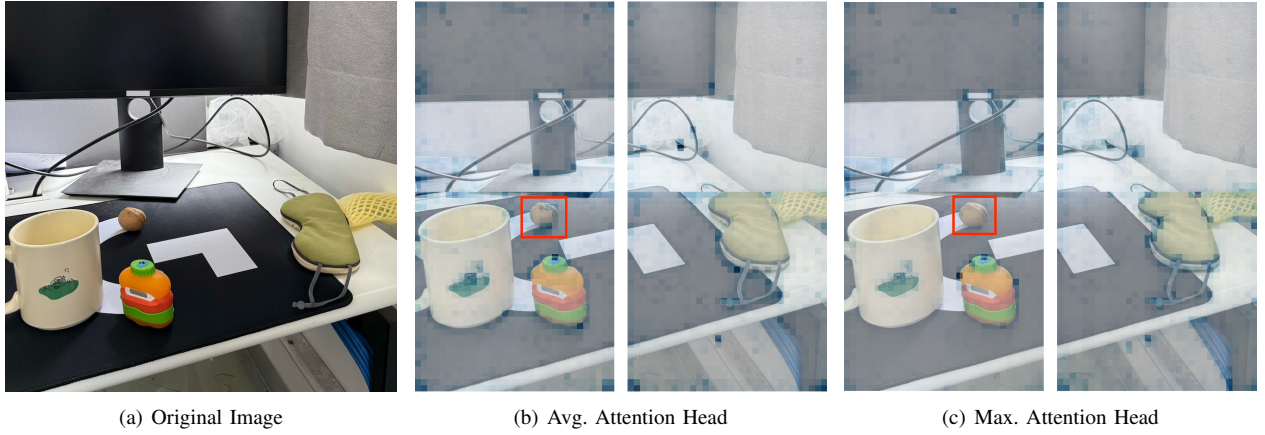 (a) Original Image
(b) Avg. Attention Head
(c) Max. Attention Head